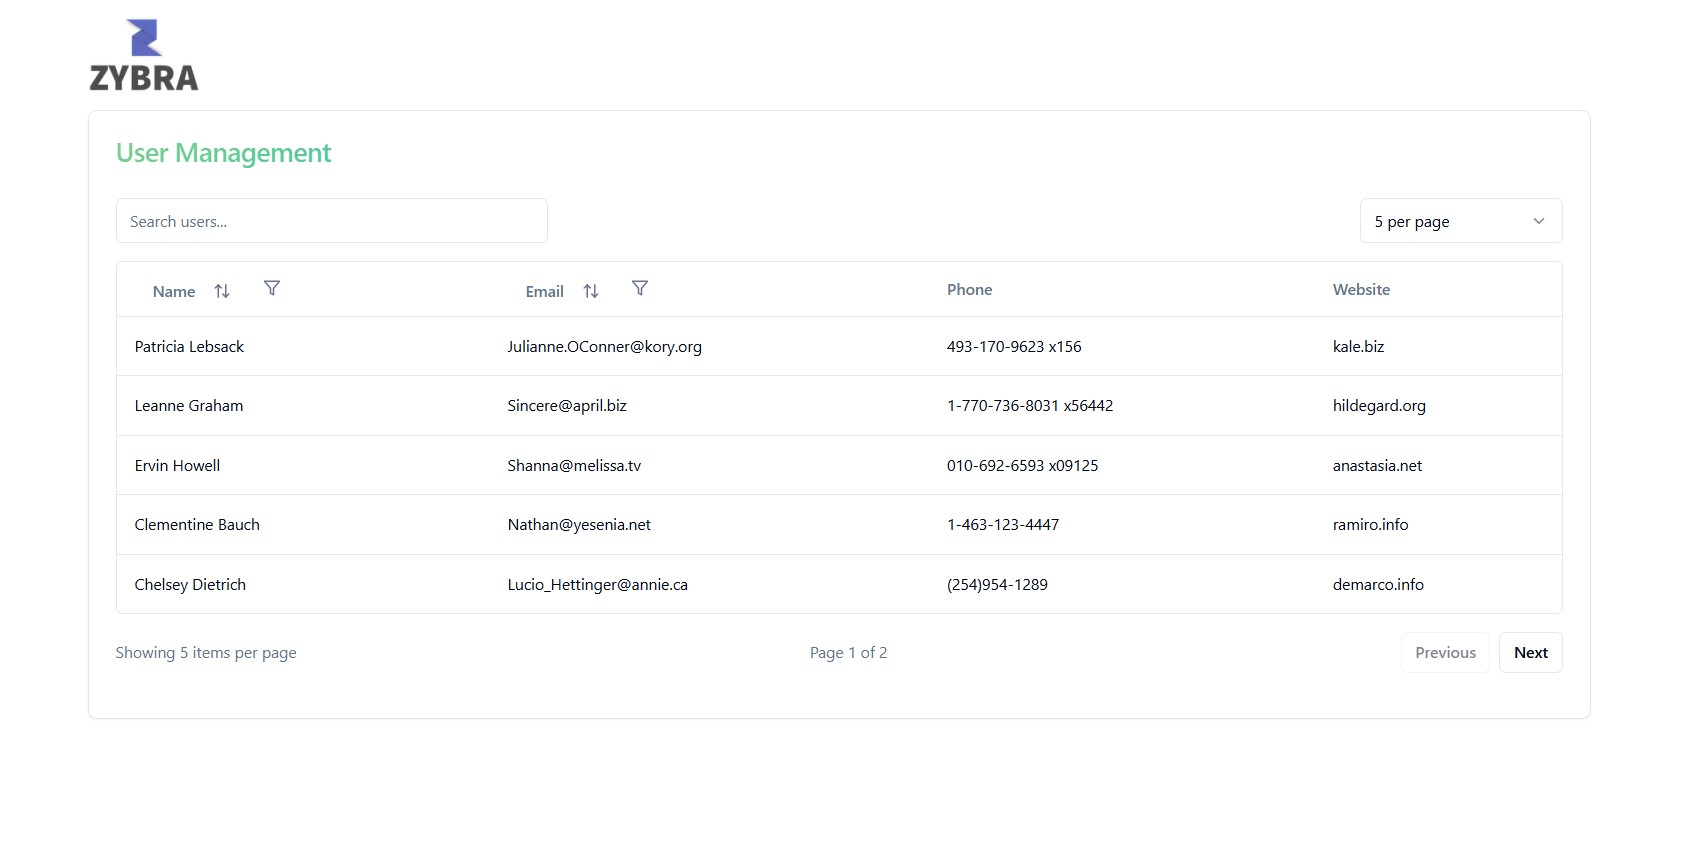 ZYBRA
User Management
Search users...
5 per page
Name Email Phone Website
Patricia Lebsack Julianne.OConner@kory.org 493-170-9623 x156 kale.biz
Leanne Graham Sincere@april.biz 1-770-736-8031 x56442 hildegard.org
Ervin Howell Shanna@melissa.tv 010-692-6593 x09125 anastasia.net
Clementine Bauch Nathan@yesenia.net 1-463-123-4447 ramiro.info
Chelsey Dietrich Lucio_Hettinger@annie.ca (254)954-1289 demarco.info
Showing 5 items per page Page 1 of 2 Previous Next